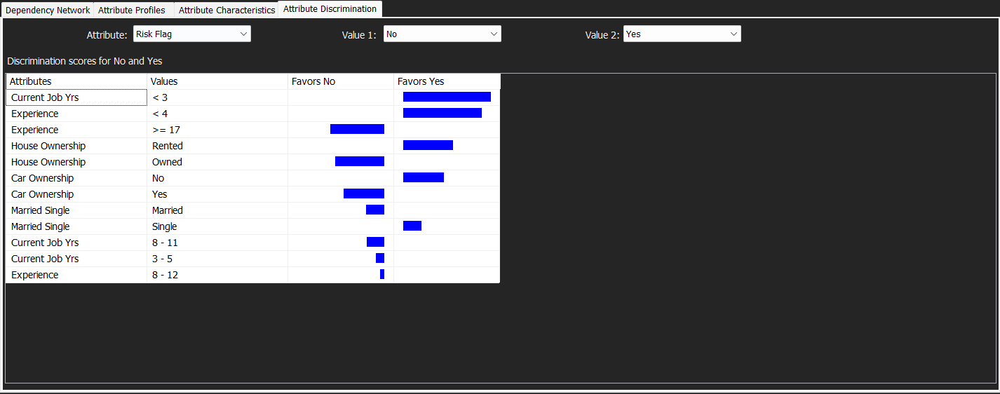 Dependency Network Attribute Profiles Attribute Characteristics Attribute Discrimination
Attribute: Risk Flag Value 1: No Value 2: Yes
Discrimination scores for No and Yes
Attributes Values Favors No Favors Yes
Current Job Yrs < 3
Experience < 4
Experience >= 17
House Ownership Rented
House Ownership Owned
Car Ownership No
Car Ownership Yes
Married Single Married
Married Single Single
Current Job Yrs 8 - 11
Current Job Yrs 3 - 5
Experience 8 - 12